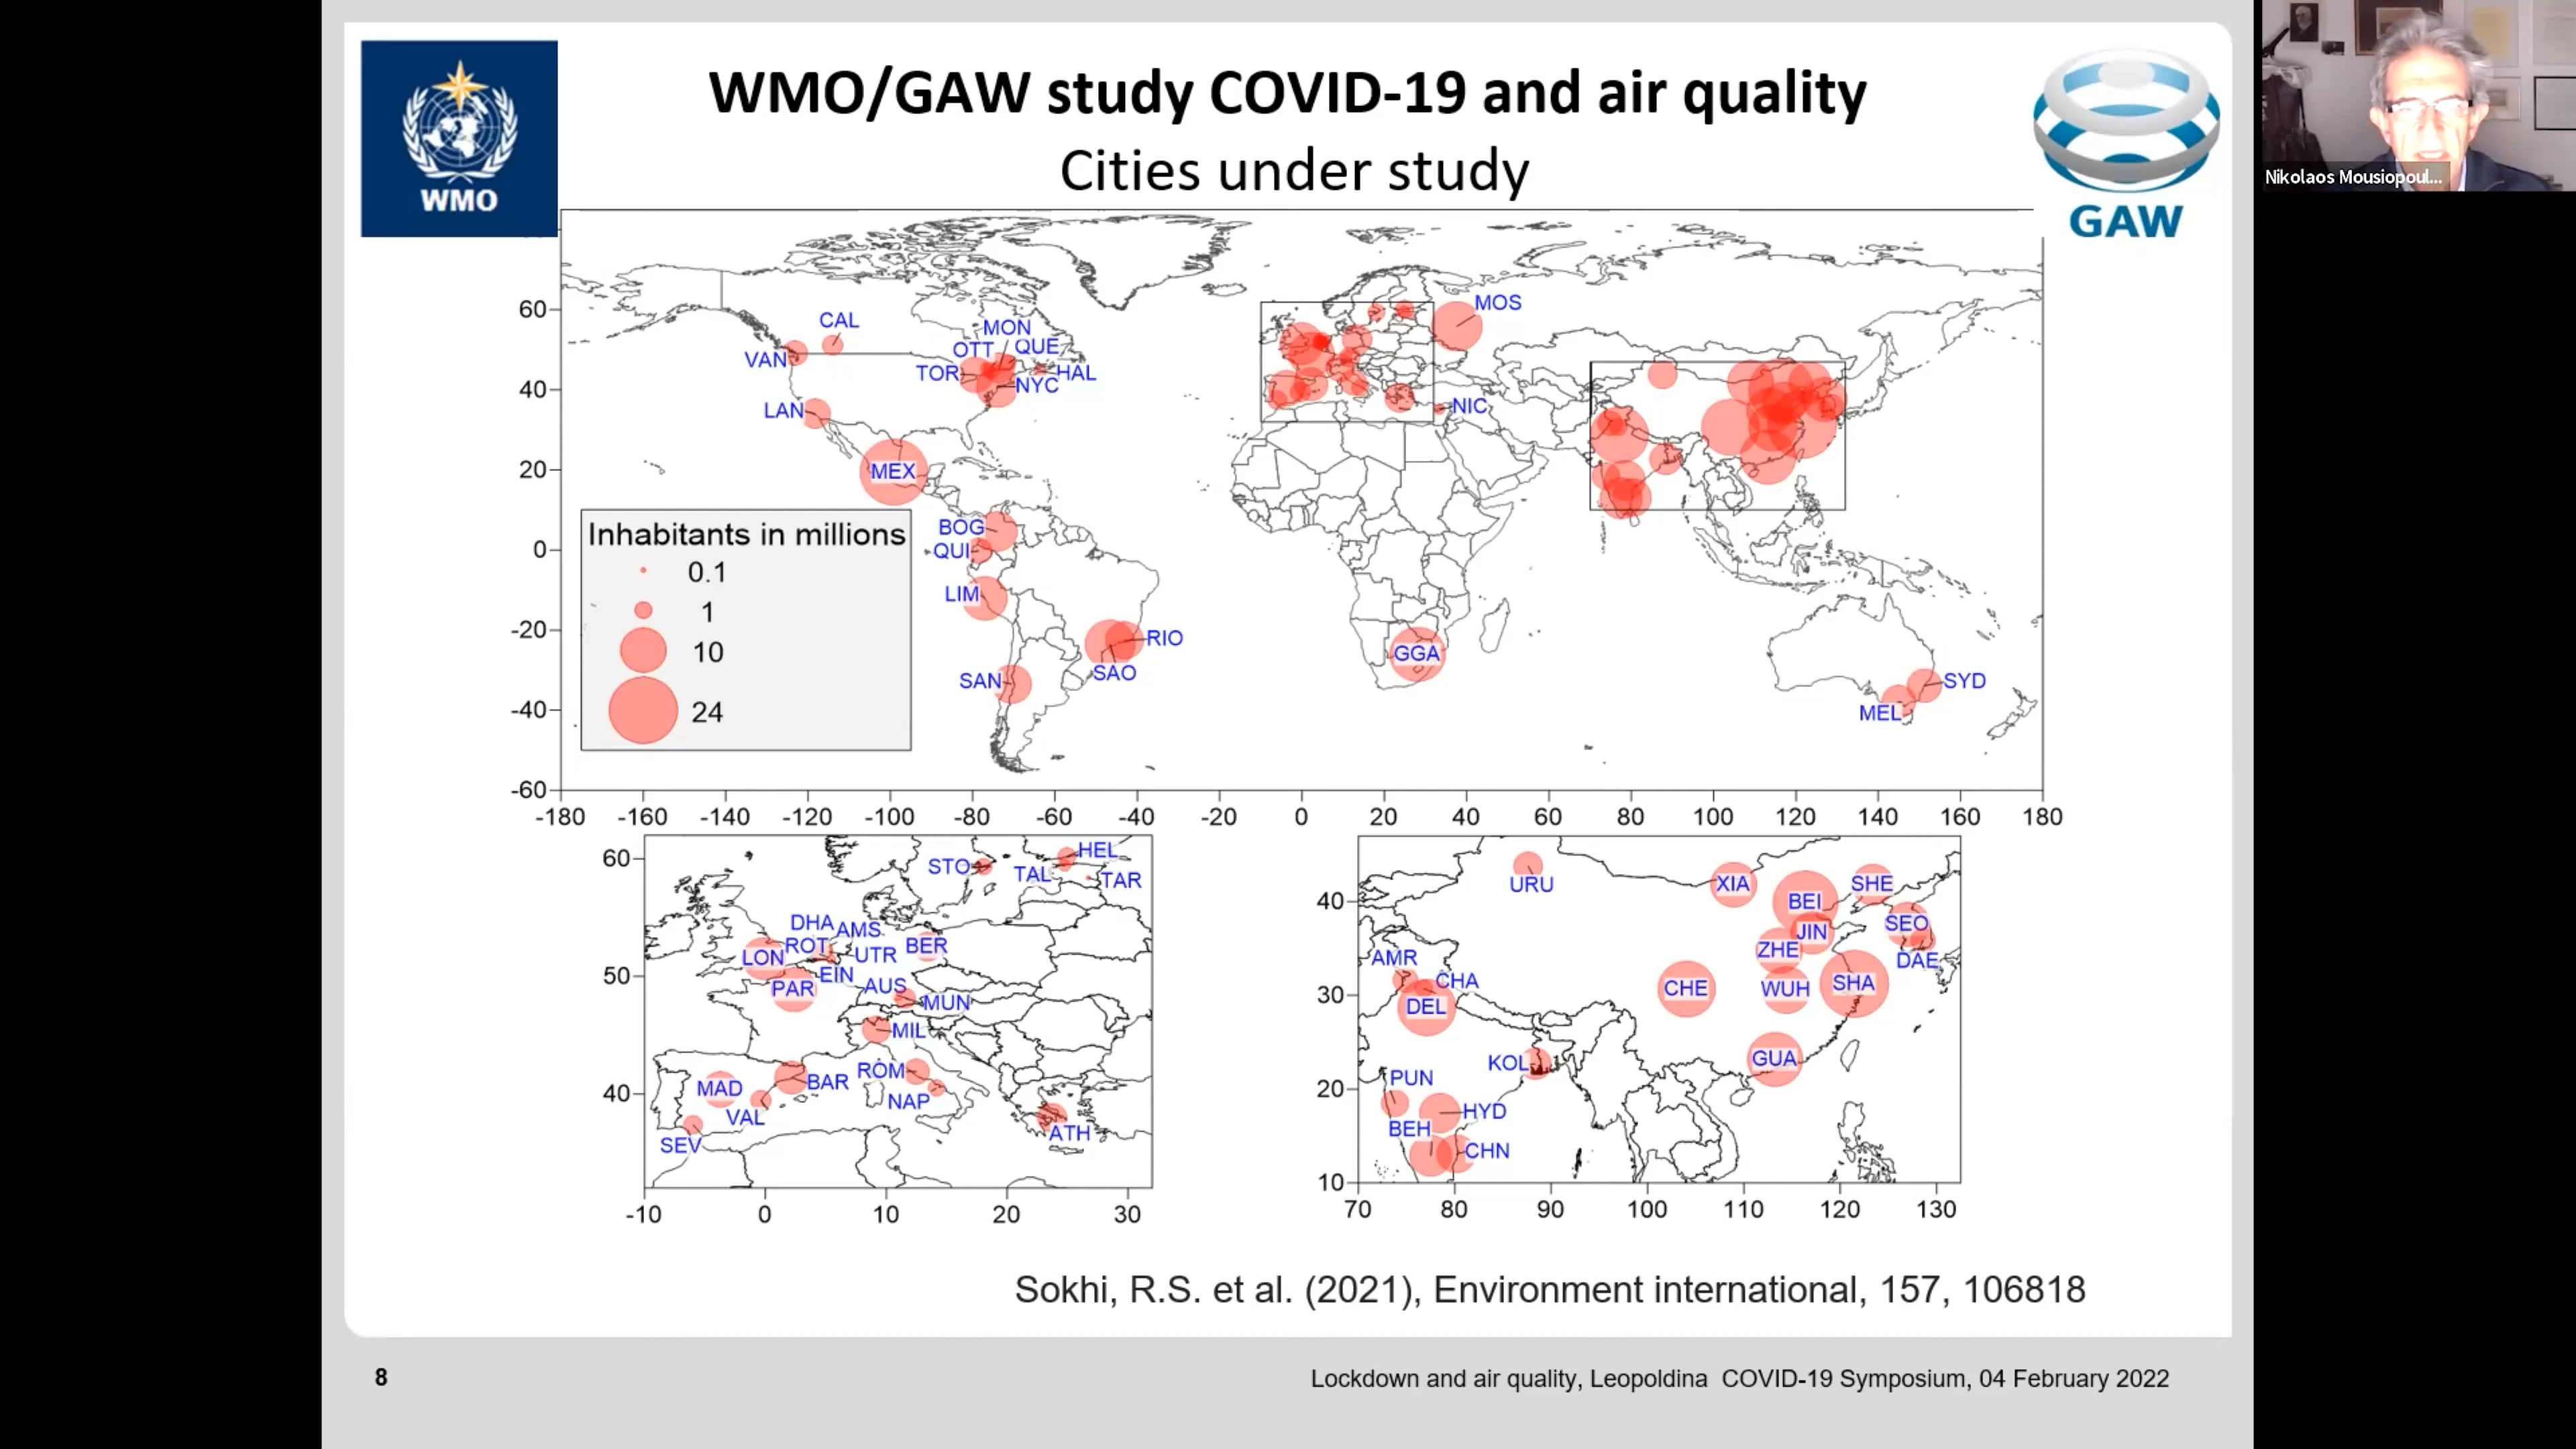 WMO/GAW study COVID-19 and air quality
Cities under study
WMO
GAW
Nikolaos Mousiopoul...
60
40
20
0
-20
-40
-60
-180 -160 -140 -120 -100 -80 -60 -40 -20 0 20 40 60 80 100 120 140 160 180
CAL
VAN
MON
OTT QUE
TOR HAL
NYC
LAN
MEX
BOG
QUI
LIM
RIO
SAO
SAN
MOS
NIC
GGA
SYD
MEL
Inhabitants in millions
0.1
1
10
24
60
50
40
-10 0 10 20 30
HEL
STO TAL TAR
DHA AMS
LON ROT UTR BER
EIN
PAR AUS MUN
MIL
MAD BAR ROM
VAL NAP
SEV ATH
40
30
20
10
70 80 90 100 110 120 130
URU XIA SHE
BEI
SEO
JIN
ZHE
AMR DAE
CHA
CHE WUH SHA
DEL
KOL GUA
PUN
HYD
BEH
CHN
Sokhi, R.S. et al. (2021), Environment international, 157, 106818
8
Lockdown and air quality, Leopoldina COVID-19 Symposium, 04 February 2022